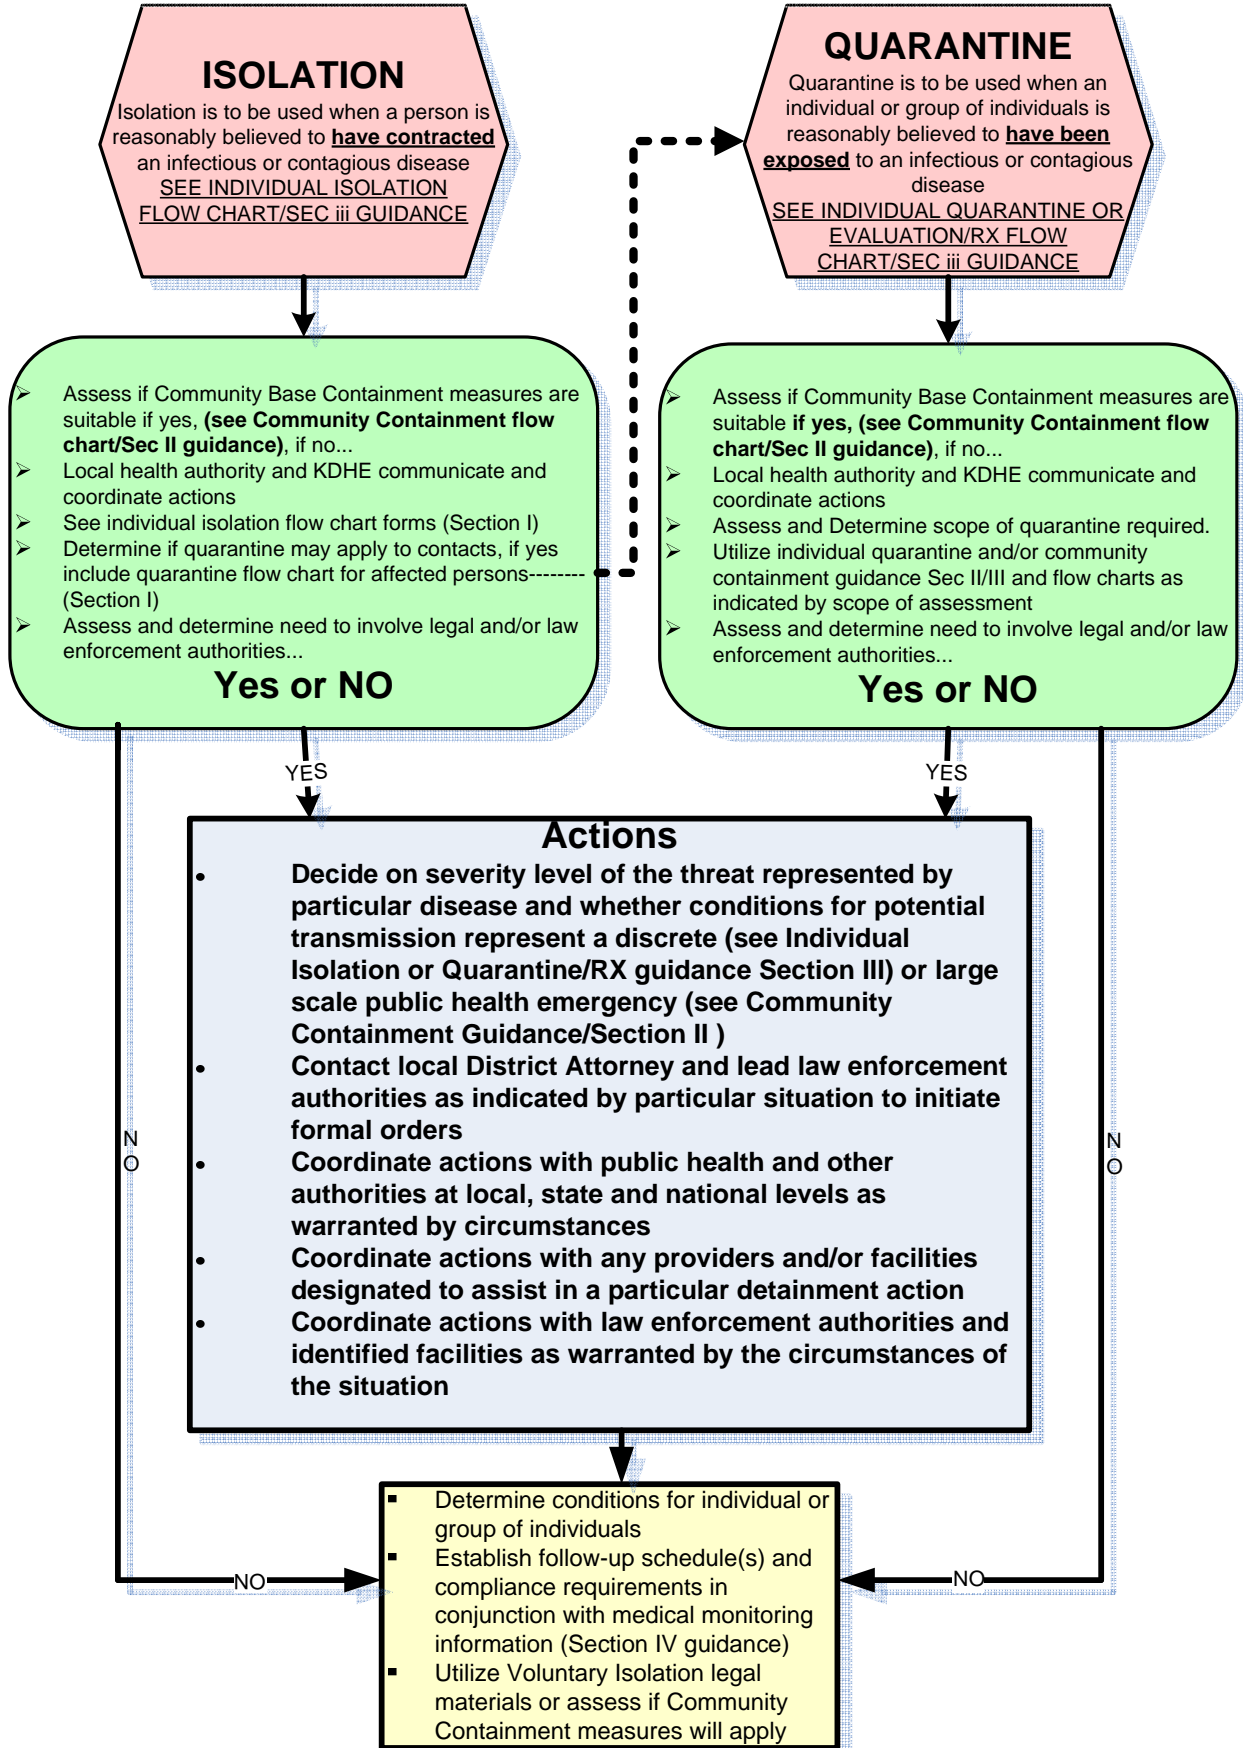 ISOLATION
Isolation is to be used when a person is
reasonably believed to have contracted
an infectious or contagious disease
SEE INDIVIDUAL ISOLATION
FLOW CHART/SEC iii GUIDANCE
QUARANTINE
Quarantine is to be used when an
individual or group of individuals is
reasonably believed to have been
exposed to an infectious or contagious
disease
SEE INDIVIDUAL QUARANTINE OR
EVALUATION/RX FLOW
CHART/SEC iii GUIDANCE
➢ Assess if Community Base Containment measures are
suitable if yes, (see Community Containment flow
chart/Sec II guidance), if no...
➢ Local health authority and KDHE communicate and
coordinate actions
➢ See individual isolation flow chart forms (Section I)
➢ Determine if quarantine may apply to contacts, if yes
include quarantine flow chart for affected persons--------
(Section I)
➢ Assess and determine need to involve legal and/or law
enforcement authorities...
Yes or NO
➢ Assess if Community Base Containment measures are
suitable if yes, (see Community Containment flow
chart/Sec II guidance), if no...
➢ Local health authority and KDHE communicate and
coordinate actions
➢ Assess and Determine scope of quarantine required.
➢ Utilize individual quarantine and/or community
containment guidance Sec II/III and flow charts as
indicated by scope of assessment
➢ Assess and determine need to involve legal and/or law
enforcement authorities...
Yes or NO
YES
YES
Actions
• Decide on severity level of the threat represented by
particular disease and whether conditions for potential
transmission represent a discrete (see Individual
Isolation or Quarantine/RX guidance Section III) or large
scale public health emergency (see Community
Containment Guidance/Section II )
• Contact local District Attorney and lead law enforcement
authorities as indicated by particular situation to initiate
formal orders
• Coordinate actions with public health and other
authorities at local, state and national levels as
warranted by circumstances
• Coordinate actions with any providers and/or facilities
designated to assist in a particular detainment action
• Coordinate actions with law enforcement authorities and
identified facilities as warranted by the circumstances of
the situation
N
O
N
O
▪ Determine conditions for individual or
group of individuals
▪ Establish follow-up schedule(s) and
compliance requirements in
conjunction with medical monitoring
information (Section IV guidance)
▪ Utilize Voluntary Isolation legal
materials or assess if Community
Containment measures will apply
NO
NO